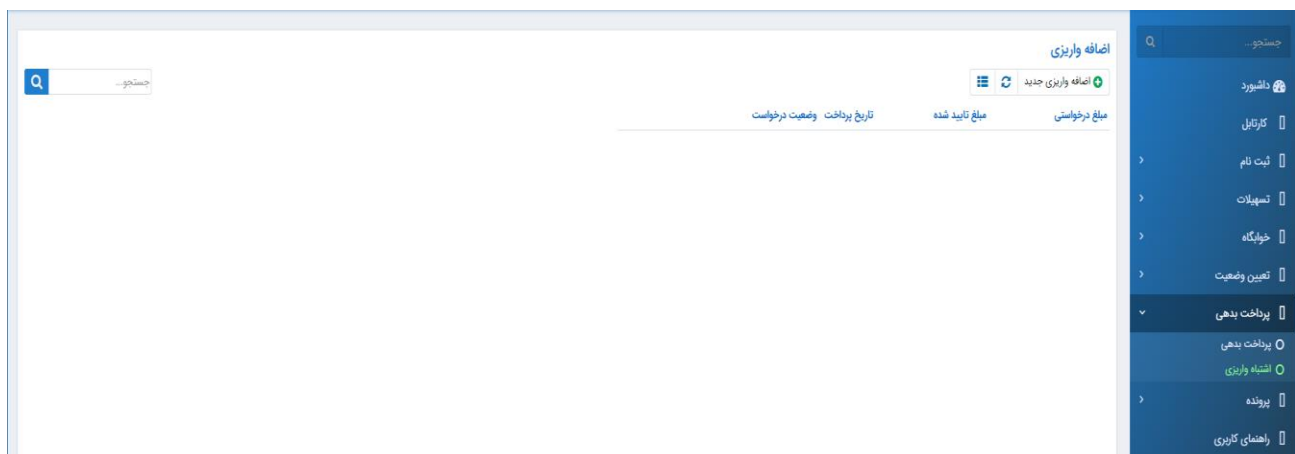 جستجو...
داشبورد
کارتابل
ثبت نام
تسهیلات
خوابگاه
تعیین وضعیت
پرداخت بدهی
پرداخت بدهی
اشتباه واریزی
پرونده
راهنمای کاربری
اضافه واریزی
اضافه واریزی جدید
جستجو...
مبلغ درخواستی مبلغ تایید شده تاریخ پرداخت وضعیت درخواست